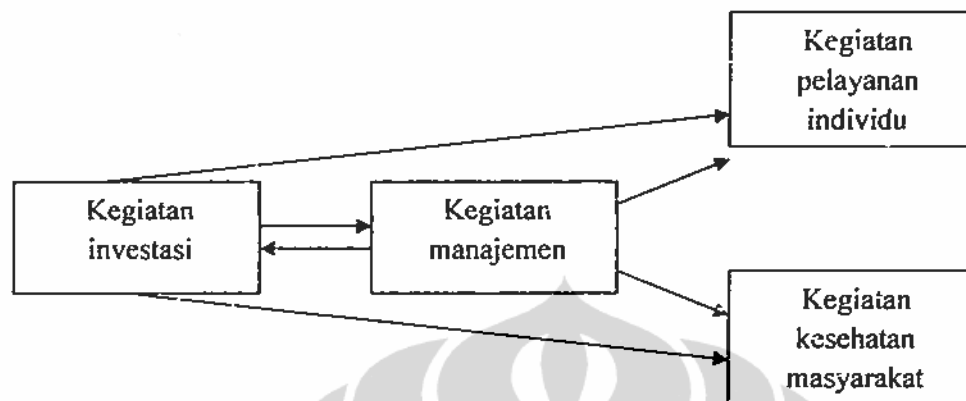 Kegiatan
pelayanan
individu
Kegiatan
investasi
Kegiatan
manajemen
Kegiatan
kesehatan
masyarakat